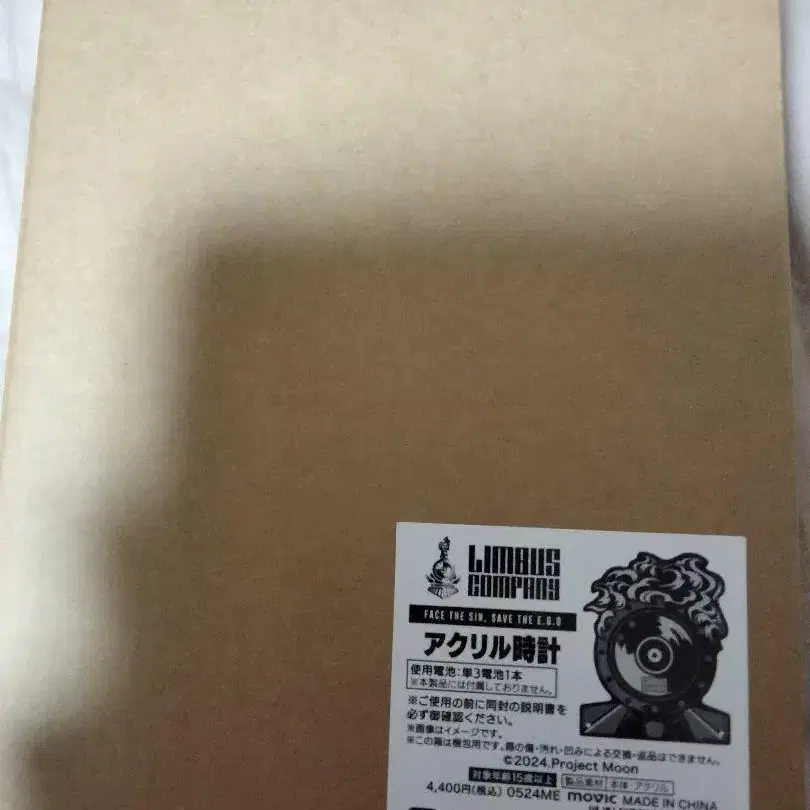 LIMBUS
COMPANY
FACE THE SIN, SAVE THE E.G.O
アクリル時計
使用電池:単3電池1本
※本製品には付属しておりません。
※ご使用の前に同封の説明書を
必ず御確認ください。
※画像はイメージです。
※この箱は梱包用です。箱の傷・汚れ・凹みによる交換・返品はできません。
©2024 Project Moon
対象年齢15歳以上 製品素材 本体:アクリル
4,400円(税込) 0524ME movic MADE IN CHINA